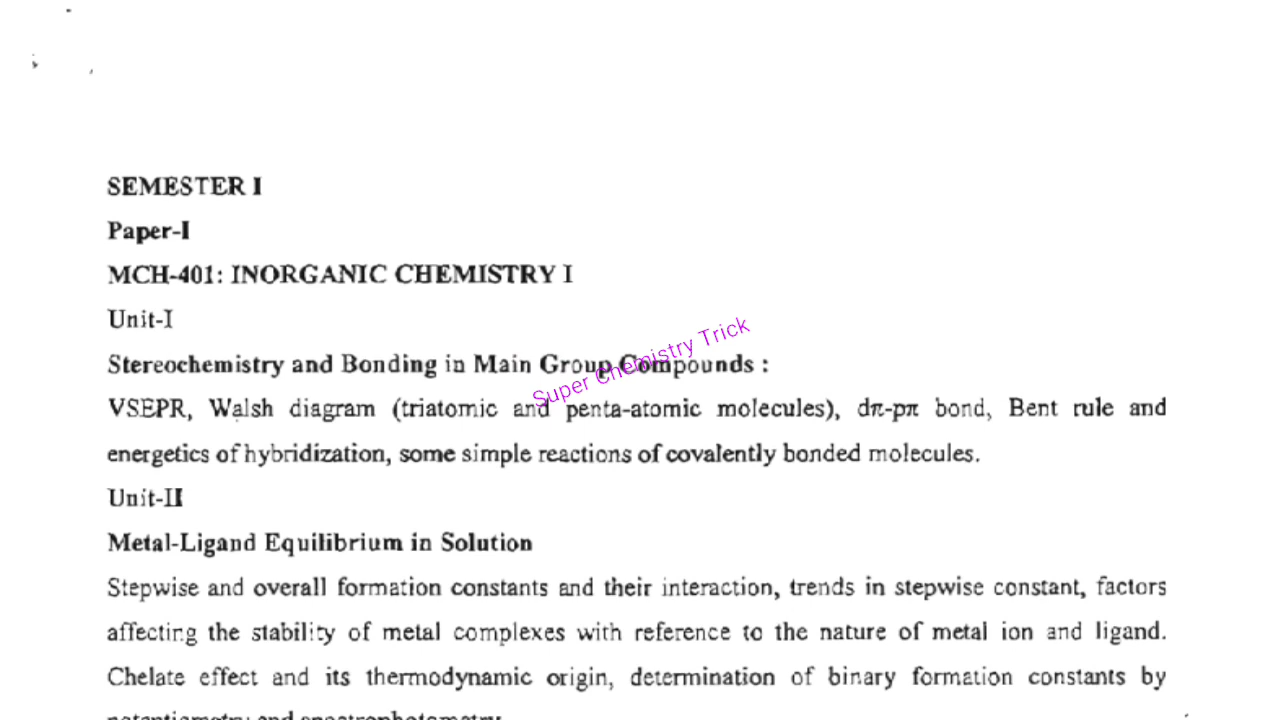 SEMESTER I
Paper-I
MCH-401: INORGANIC CHEMISTRY I
Unit-I
Stereochemistry and Bonding in Main Group Compounds :
Super Chemistry Trick
VSEPR, Walsh diagram (triatomic and penta-atomic molecules), dπ-pπ bond, Bent rule and
energetics of hybridization, some simple reactions of covalently bonded molecules.
Unit-II
Metal-Ligand Equilibrium in Solution
Stepwise and overall formation constants and their interaction, trends in stepwise constant, factors
affecting the stability of metal complexes with reference to the nature of metal ion and ligand.
Chelate effect and its thermodynamic origin, determination of binary formation constants by
potentiometry and spectrophotometry.